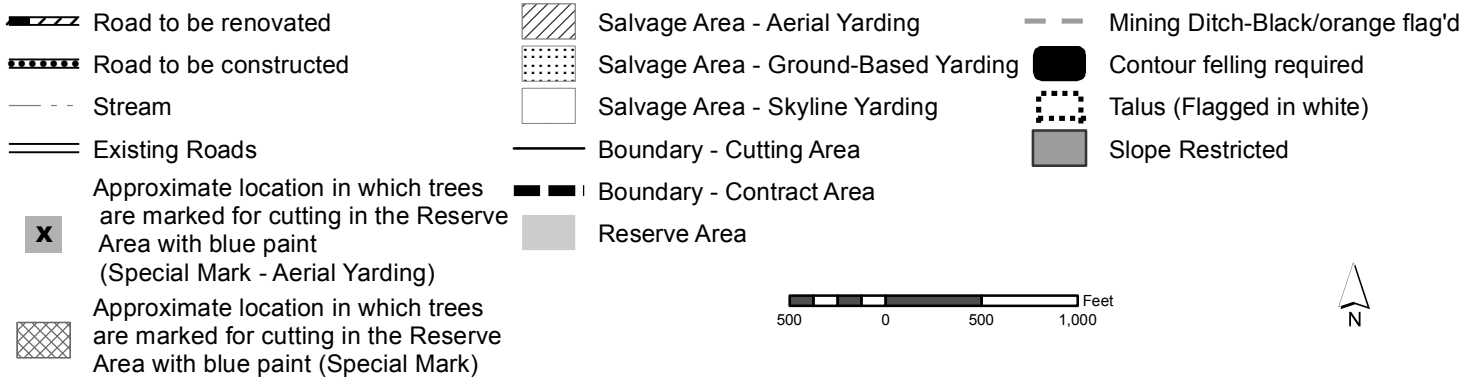 Road to be renovated
Road to be constructed
Stream
Existing Roads
Approximate location in which trees
are marked for cutting in the Reserve
Area with blue paint
(Special Mark - Aerial Yarding)
X
Approximate location in which trees
are marked for cutting in the Reserve
Area with blue paint (Special Mark)
Salvage Area - Aerial Yarding
Salvage Area - Ground-Based Yarding
Salvage Area - Skyline Yarding
Boundary - Cutting Area
Boundary - Contract Area
Reserve Area
Mining Ditch-Black/orange flag'd
Contour felling required
Talus (Flagged in white)
Slope Restricted
Feet
500 0 500 1,000
N